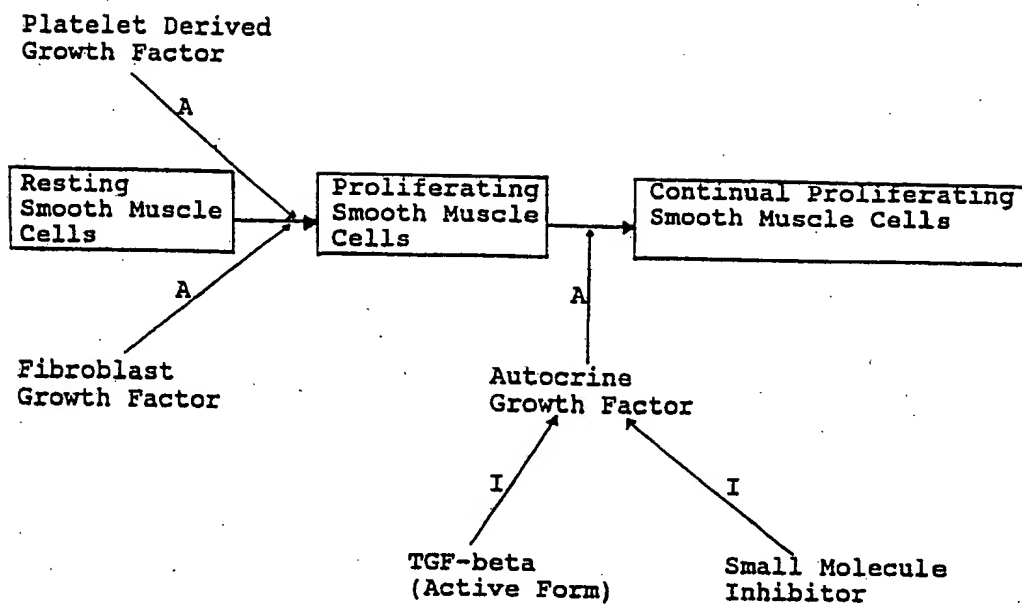 Platelet Derived
Growth Factor
A
Resting
Smooth Muscle
Cells
Proliferating
Smooth Muscle
Cells
Continual Proliferating
Smooth Muscle Cells
A
A
Fibroblast
Growth Factor
Autocrine
Growth Factor
I
I
TGF-beta
(Active Form)
Small Molecule
Inhibitor